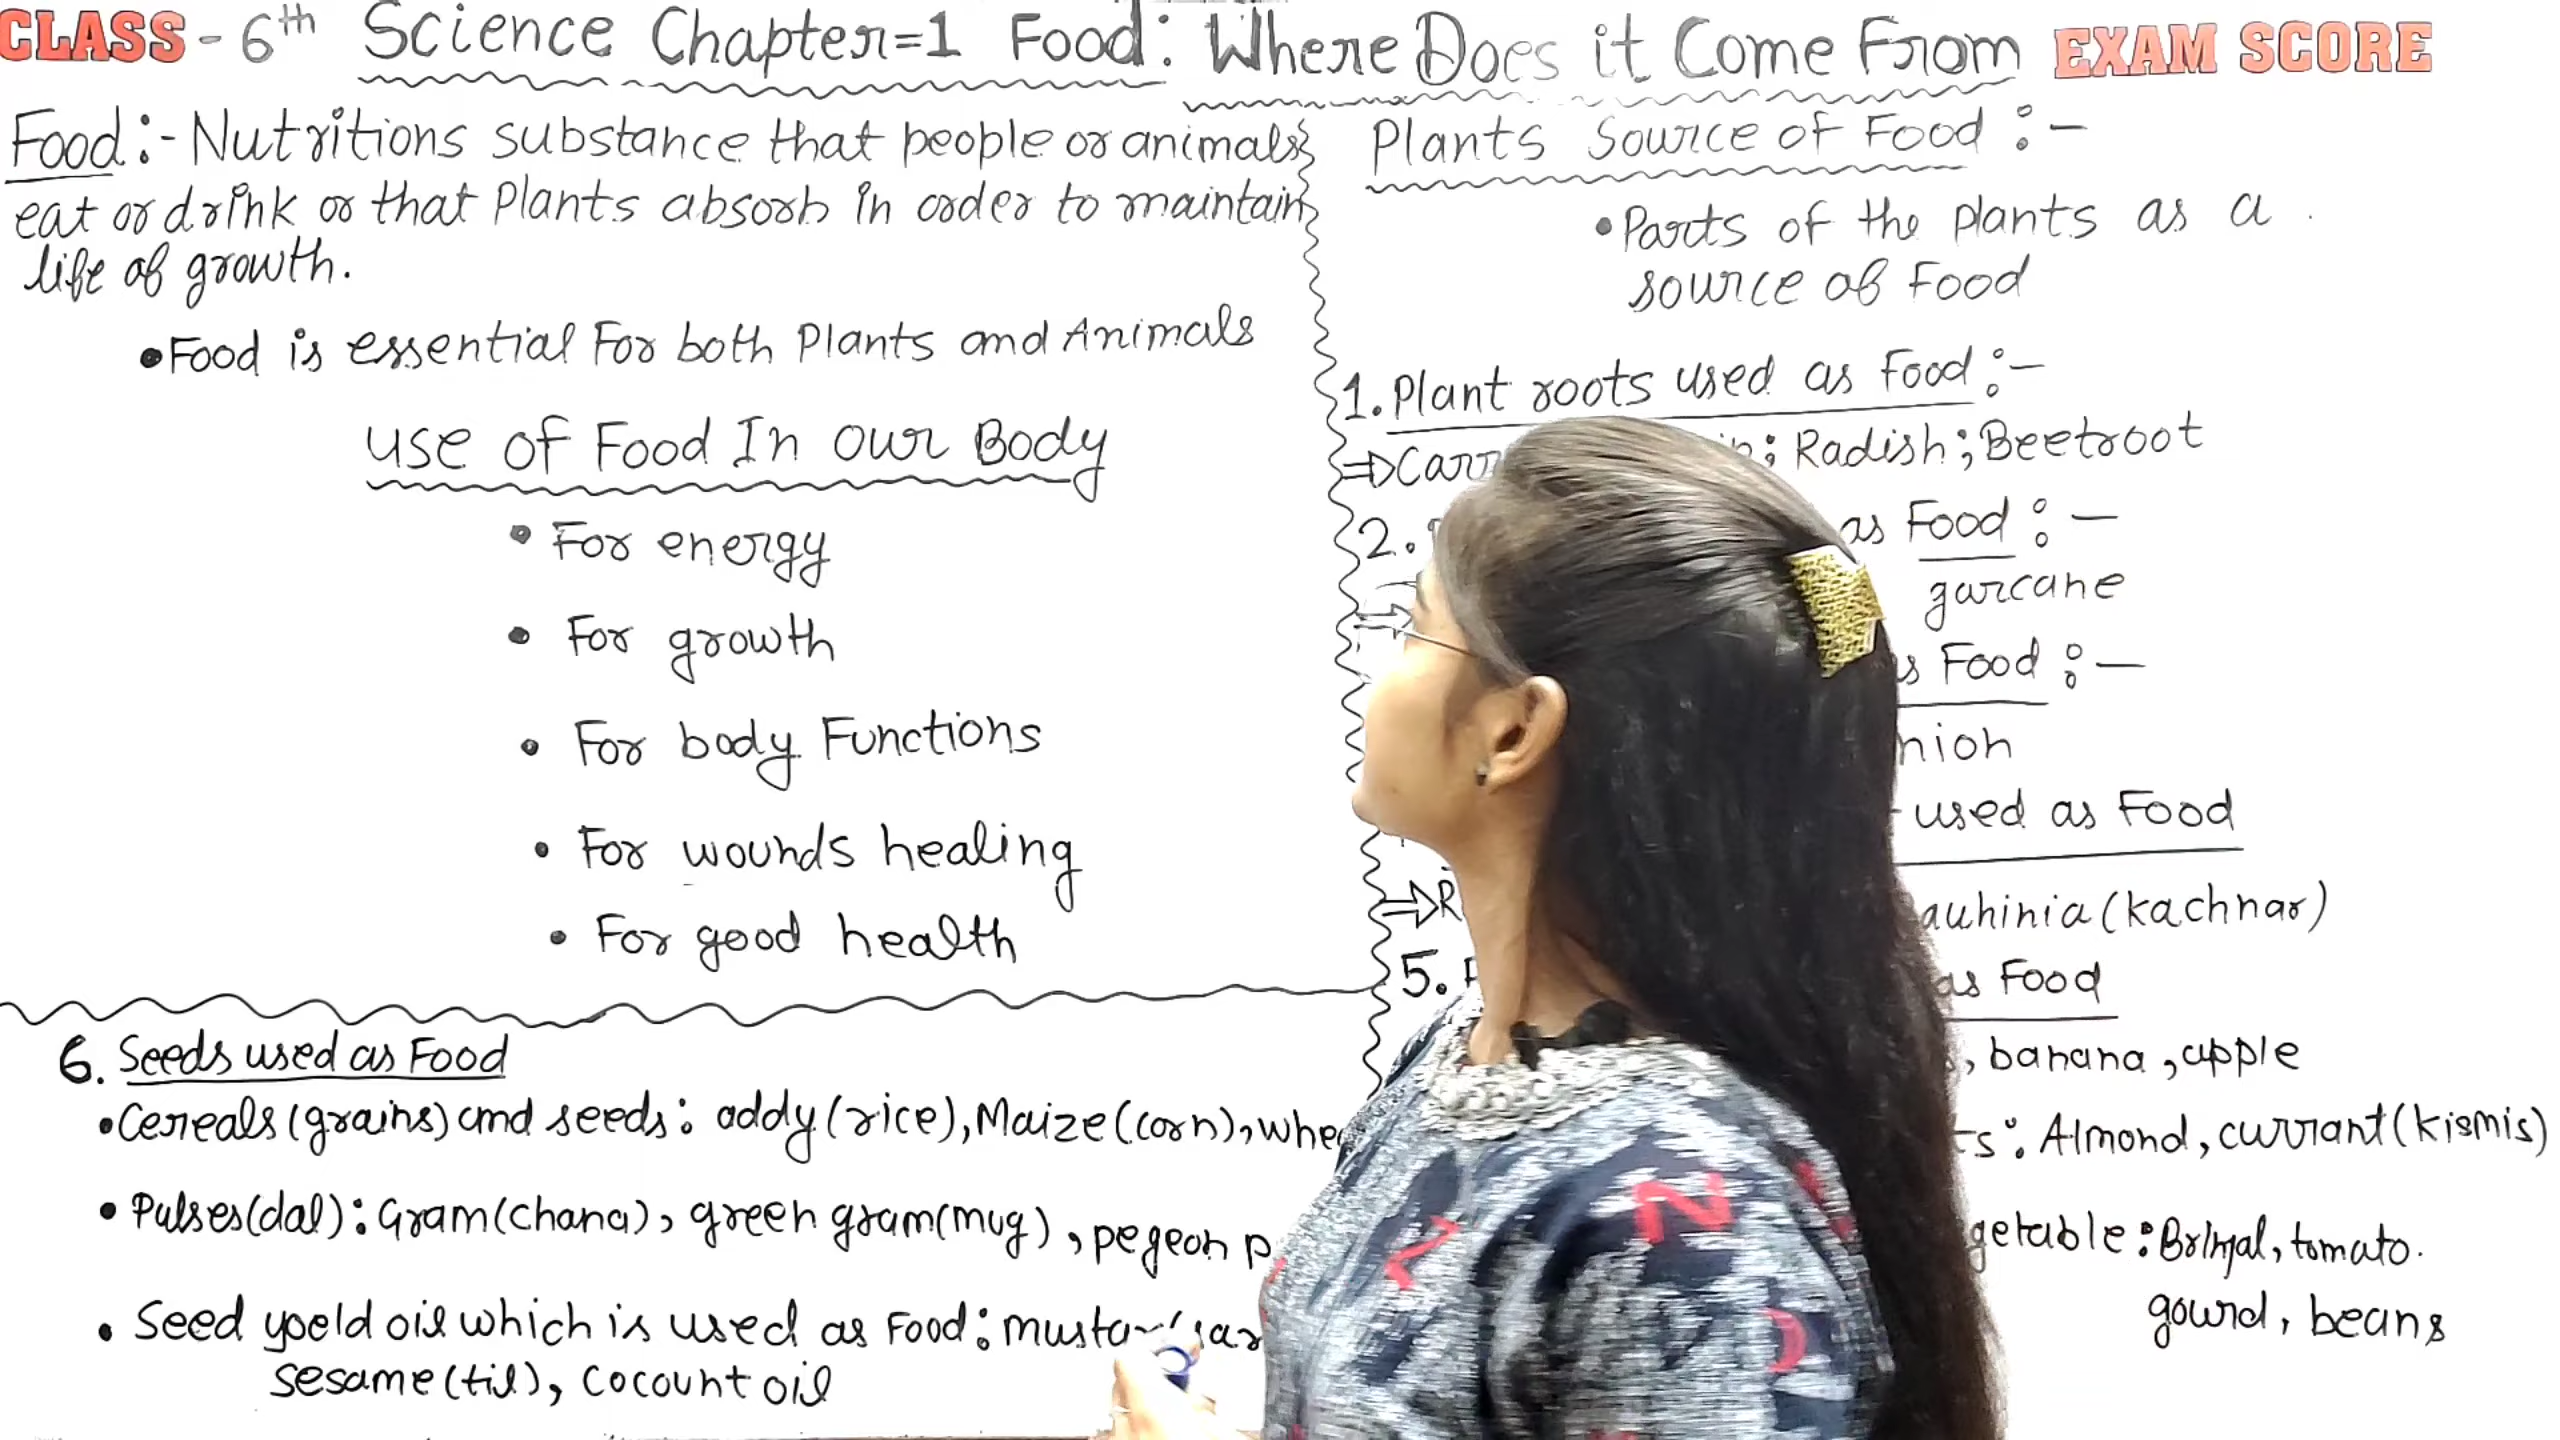 CLASS - 6th Science Chapter=1 Food: Where Does it Come From EXAM SCORE
Food:- Nutritions substance that people or animals
eat or drink or that Plants absorb in order to maintain
life of growth.
• Food is essential For both Plants and Animals
USE of Food In our Body
• For energy
• For growth
• For body Functions
• For wounds healing
• For good health
6. Seeds used as Food
• Cereals (grains) and seeds: addy (rice), Maize (corn), whe
• Pulses (dal): Gram (chana), green gram (mug), pegeon p
• Seed yoeld oil which is used as Food: mustar
sesame (til), cocount oil
Plants Source of Food :-
• Parts of the plants as a
source of Food
1. Plant roots used as Food :-
⇒ Carr ; Radish ; Beetroot
2. as Food :-
garcane
s Food :-
nion
used as Food
⇒ R auhinia (kachnar)
5. as Food
, banana, apple
ts: Almond, currant (kismis)
getable: Brinjal, tomato.
gourd, beans